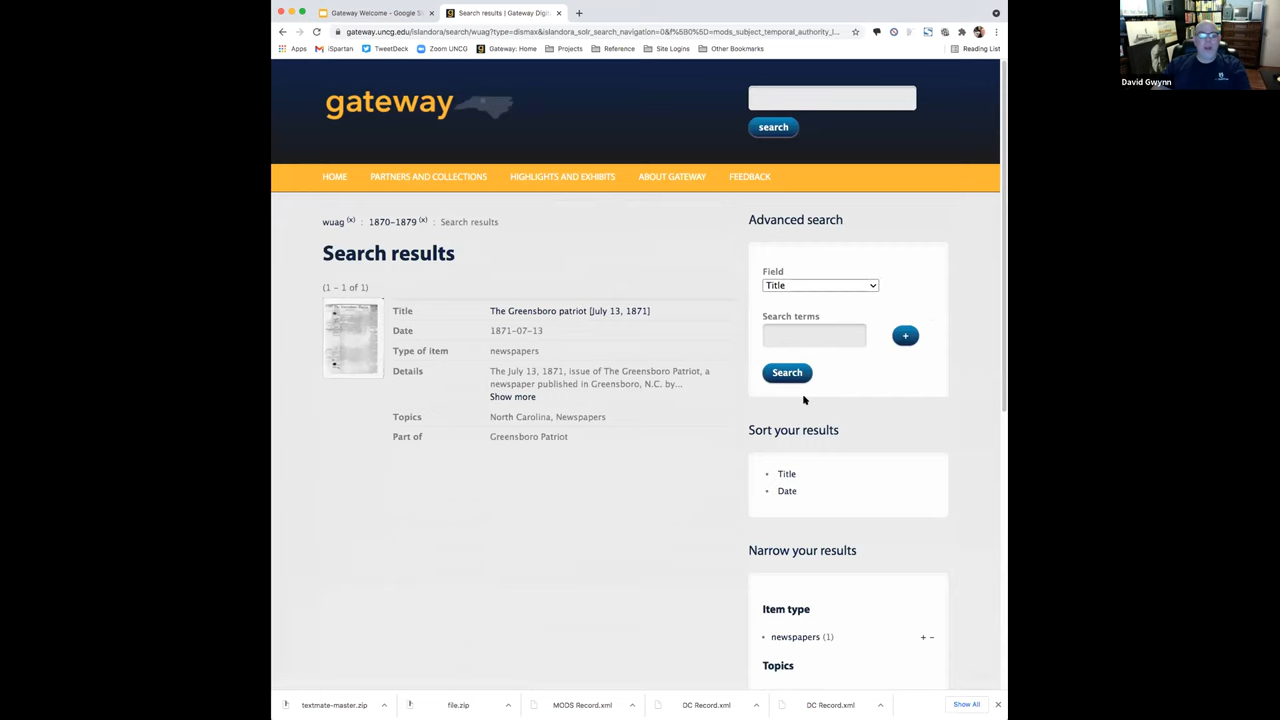 Gateway Welcome - Google Sl
Search results | Gateway Digit
gateway.uncg.edu/islandora/search/wuag?type=dismax&islandora_solr_search_navigation=0&f%5B0%5D=mods_subject_temporal_authority_l...
Apps
iSpartan
TweetDeck
Zoom UNCG
Gateway: Home
Projects
Reference
Site Logins
Other Bookmarks
Reading List
David Gwynn
gateway
search
HOME
PARTNERS AND COLLECTIONS
HIGHLIGHTS AND EXHIBITS
ABOUT GATEWAY
FEEDBACK
wuag (x) : 1870-1879 (x) : Search results
Search results
(1 - 1 of 1)
Title The Greensboro patriot [July 13, 1871]
Date 1871-07-13
Type of item newspapers
Details The July 13, 1871, issue of The Greensboro Patriot, a
newspaper published in Greensboro, N.C. by...
Show more
Topics North Carolina, Newspapers
Part of Greensboro Patriot
Advanced search
Field
Title
Search terms
+
Search
Sort your results
Title
Date
Narrow your results
Item type
newspapers (1) + -
Topics
textmate-master.zip
file.zip
MODS Record.xml
DC Record.xml
DC Record.xml
Show All